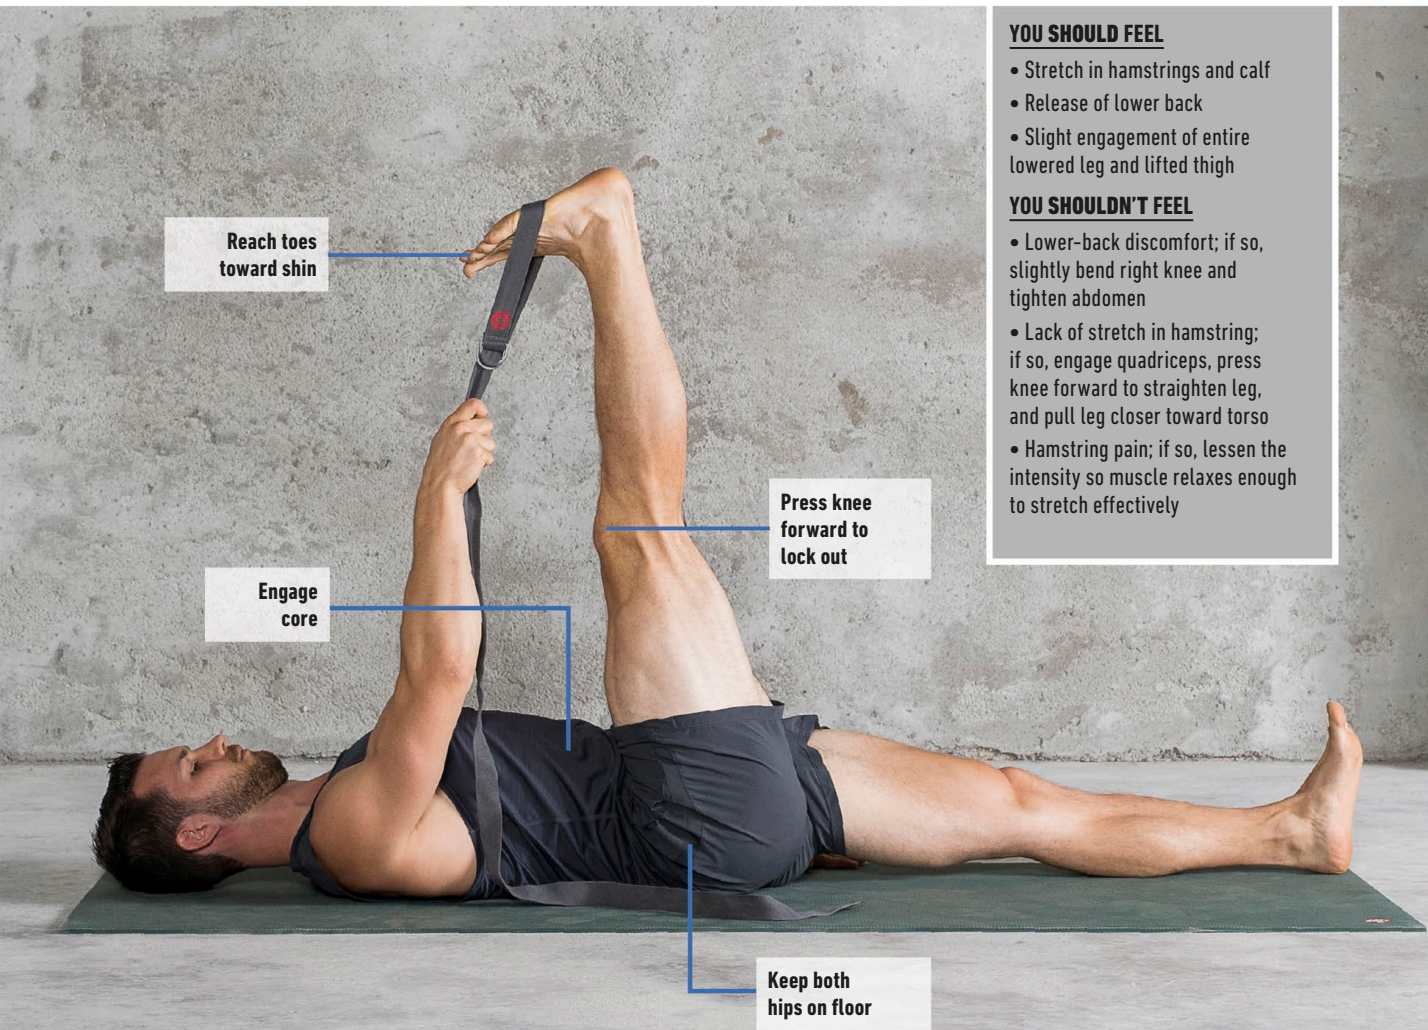 YOU SHOULD FEEL
• Stretch in hamstrings and calf
• Release of lower back
• Slight engagement of entire
lowered leg and lifted thigh
YOU SHOULDN'T FEEL
• Lower-back discomfort; if so,
slightly bend right knee and
tighten abdomen
• Lack of stretch in hamstring;
if so, engage quadriceps, press
knee forward to straighten leg,
and pull leg closer toward torso
• Hamstring pain; if so, lessen the
intensity so muscle relaxes enough
to stretch effectively
Reach toes
toward shin
Press knee
forward to
lock out
Engage
core
Keep both
hips on floor